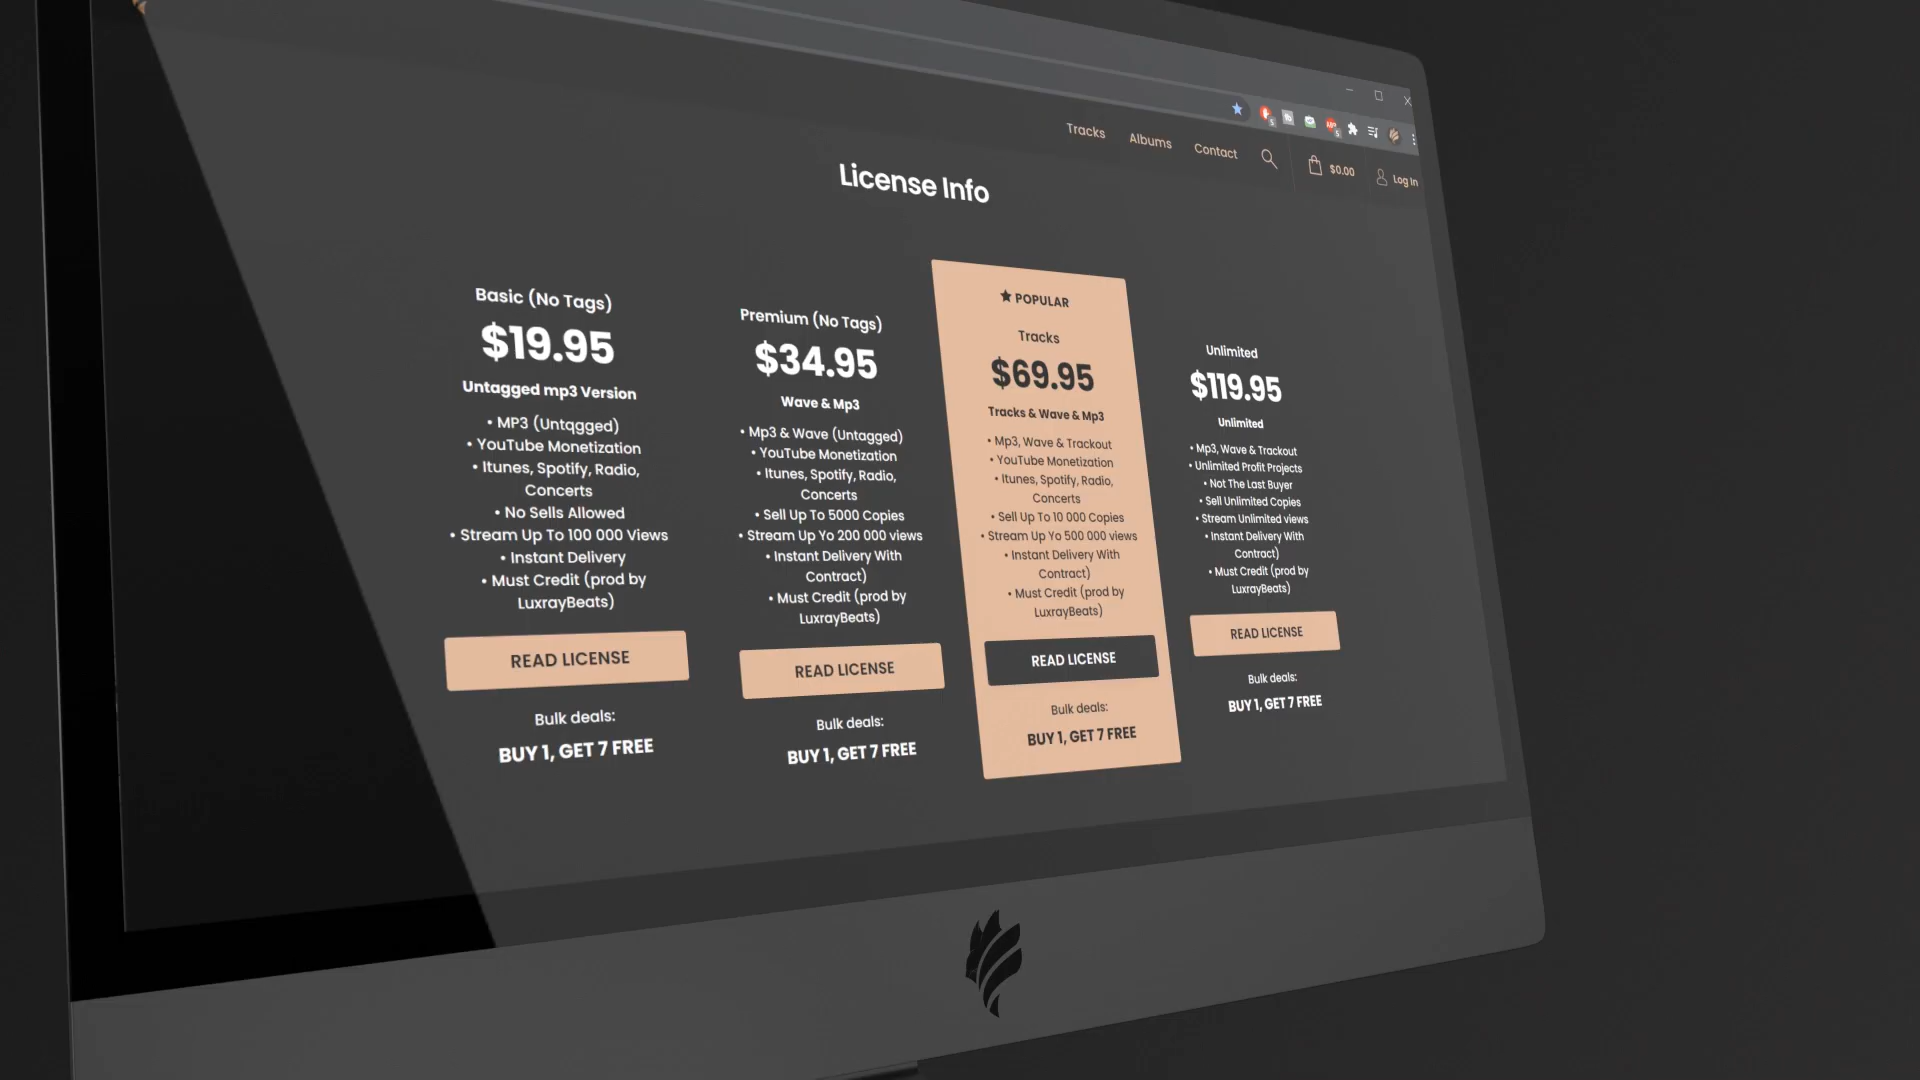 Tracks
Albums
Contact
$0.00
Log In
License Info
Basic (No Tags)
$19.95
Untagged mp3 Version
• MP3 (Untqgged)
• YouTube Monetization
• Itunes, Spotify, Radio,
Concerts
• No Sells Allowed
• Stream Up To 100 000 Views
• Instant Delivery
• Must Credit (prod by
LuxrayBeats)
READ LICENSE
Bulk deals:
BUY 1, GET 7 FREE
Premium (No Tags)
$34.95
Wave & Mp3
• Mp3 & Wave (Untagged)
• YouTube Monetization
• Itunes, Spotify, Radio,
Concerts
• Sell Up To 5000 Copies
• Stream Up Yo 200 000 views
• Instant Delivery With
Contract)
• Must Credit (prod by
LuxrayBeats)
READ LICENSE
Bulk deals:
BUY 1, GET 7 FREE
POPULAR
Tracks
$69.95
Tracks & Wave & Mp3
• Mp3, Wave & Trackout
• YouTube Monetization
• Itunes, Spotify, Radio,
Concerts
• Sell Up To 10 000 Copies
• Stream Up Yo 500 000 views
• Instant Delivery With
Contract)
• Must Credit (prod by
LuxrayBeats)
READ LICENSE
Bulk deals:
BUY 1, GET 7 FREE
Unlimited
$119.95
Unlimited
• Mp3, Wave & Trackout
• Unlimited Profit Projects
• Not The Last Buyer
• Sell Unlimited Copies
• Stream Unlimited views
• Instant Delivery With
Contract)
• Must Credit (prod by
LuxrayBeats)
READ LICENSE
Bulk deals:
BUY 1, GET 7 FREE